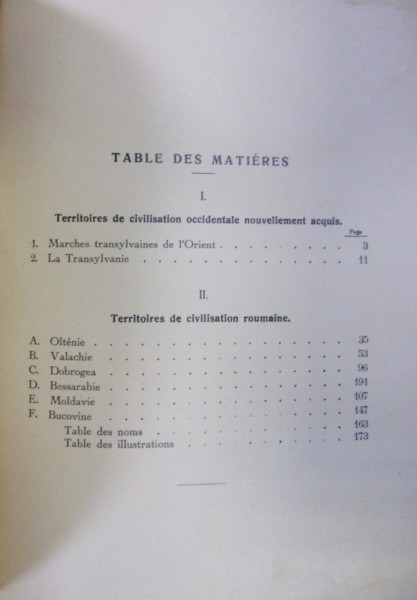 TABLE DES MATIÈRES
I.
Territoires de civilisation occidentale nouvellement acquis.
Page
1. Marches transylvaines de l'Orient . . . . . . . . . 3
2. La Transylvanie . . . . . . . . . . . . . 11
II.
Territoires de civilisation roumaine.
A. Olténie . . . . . . . . . . . . . . . . 35
B. Valachie . . . . . . . . . . . . . . . 53
C. Dobrogea . . . . . . . . . . . . . . . 96
D. Bessarabie . . . . . . . . . . . . . . 191
E. Moldavie . . . . . . . . . . . . . . . 107
F. Bucovine . . . . . . . . . . . . . . . 147
Table des noms . . . . . . . . . . . . 163
Table des illustrations . . . . . . . . . 173